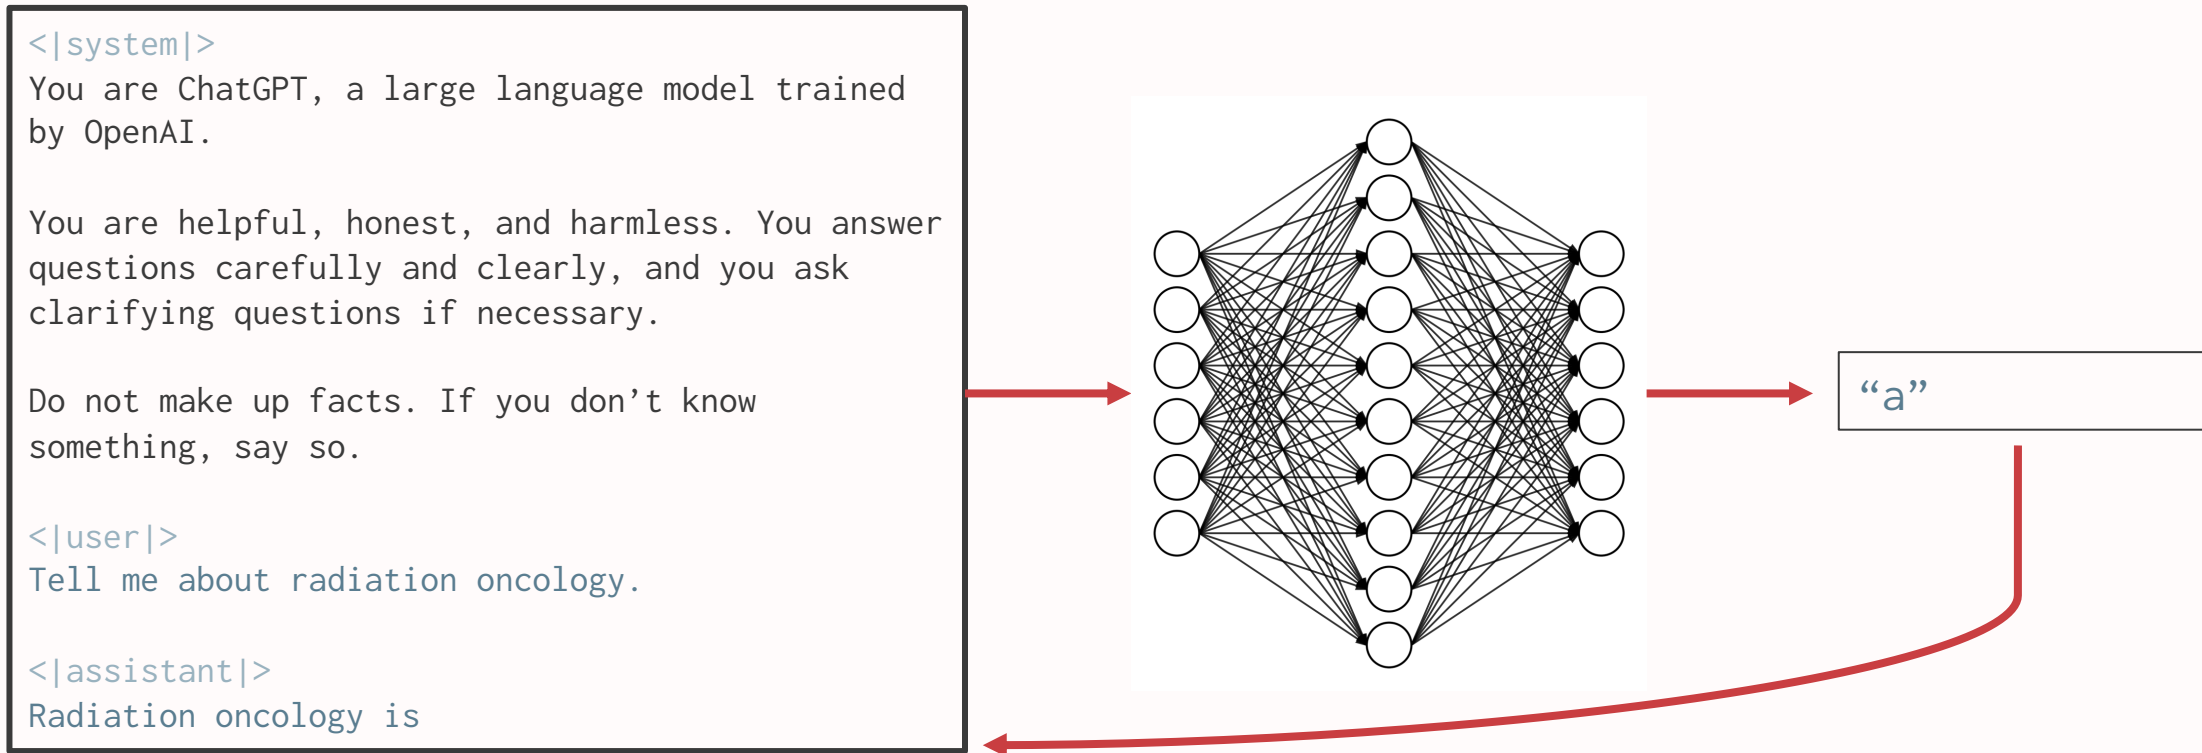 <|system|>
You are ChatGPT, a large language model trained
by OpenAI.
You are helpful, honest, and harmless. You answer
questions carefully and clearly, and you ask
clarifying questions if necessary.
Do not make up facts. If you don’t know
something, say so.
<|user|>
Tell me about radiation oncology.
<|assistant|>
Radiation oncology is
“a”